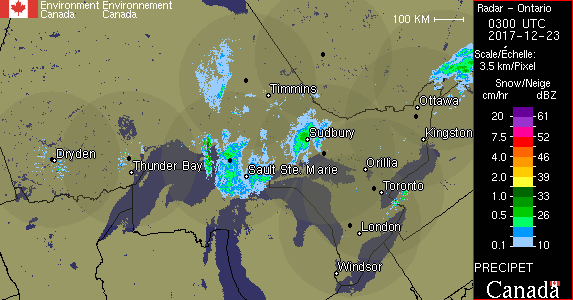 Environment Environnement
Canada Canada
100 KM
Timmins
Ottawa
Sudbury
Kingston
Dryden
Thunder Bay
Sault Ste. Marie
Orillia
Toronto
London
Windsor
Radar - Ontario
0300 UTC
2017-12-23
Scale/Échelle:
3.5 km/Pixel
Snow/Neige
cm/hr dBZ
20 61
7.5 52
4.0 46
2.0 39
1.0 33
0.5 26
0.1 10
PRECIPET
Canada